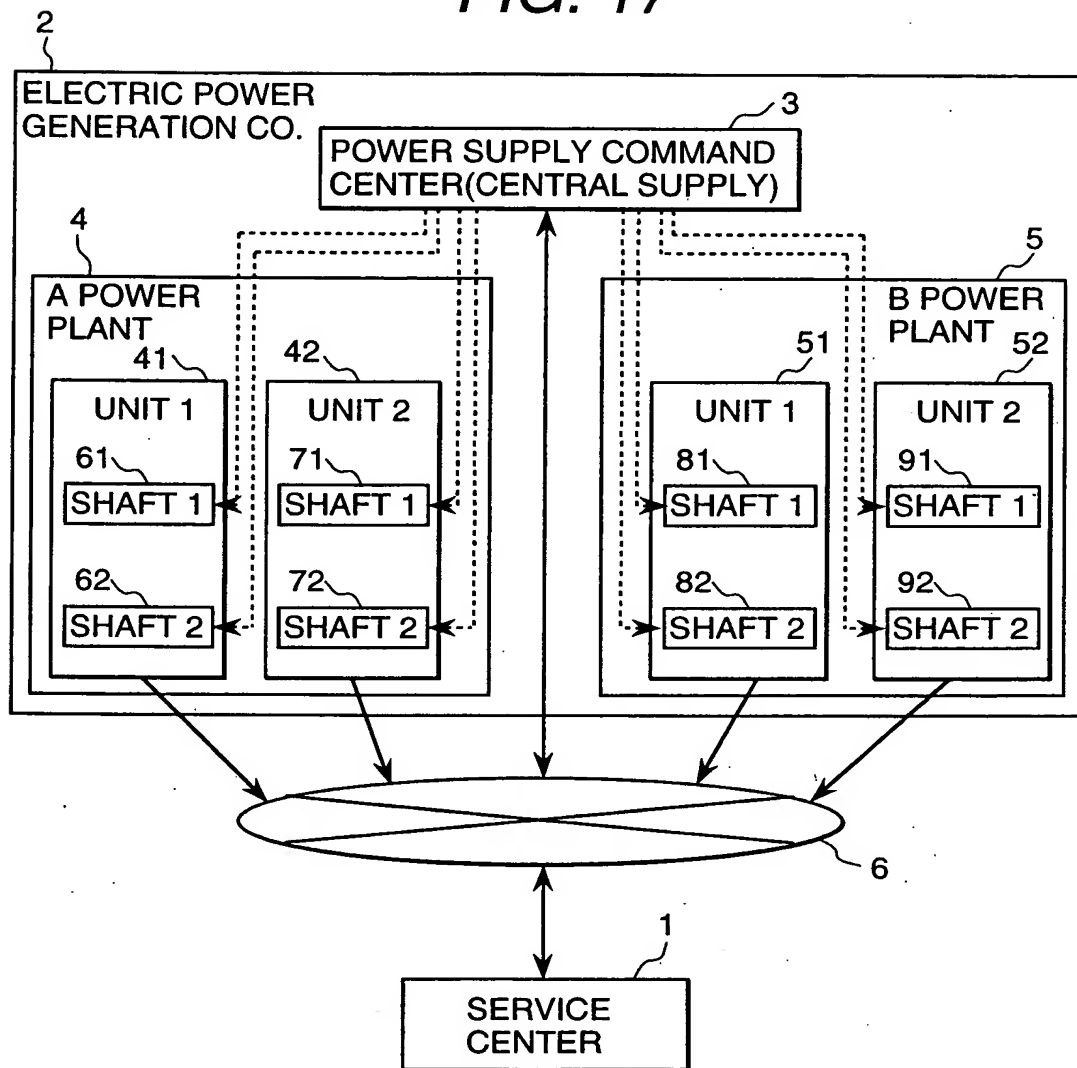 FIG. 17
2
ELECTRIC POWER
GENERATION CO.
3
POWER SUPPLY COMMAND
CENTER(CENTRAL SUPPLY)
4
A POWER
PLANT
5
B POWER
PLANT
41
UNIT 1
61
SHAFT 1
62
SHAFT 2
42
UNIT 2
71
SHAFT 1
72
SHAFT 2
51
UNIT 1
81
SHAFT 1
82
SHAFT 2
52
UNIT 2
91
SHAFT 1
92
SHAFT 2
6
1
SERVICE
CENTER